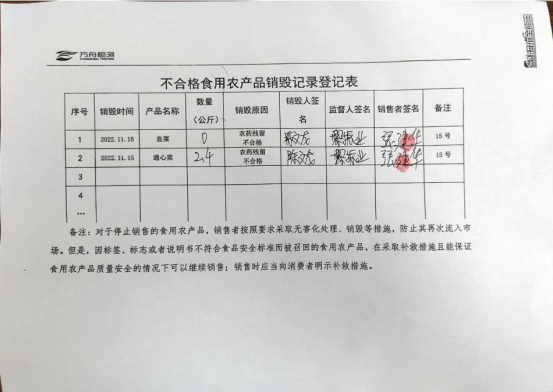 方舟检测
FANGZHOU TESTING
不合格食用农产品销毁记录登记表
序号 销毁时间 产品名称 数量（公斤） 销毁原因 销毁人签名 监督人签名 销售者签名 备注
1 2022.11.15 韭菜 0 农药残留不合格 15 号
2 2022.11.15 通心菜 2.4 农药残留不合格 15 号
3
4
…
备注：对于停止销售的食用农产品，销售者按照要求采取无害化处理、销毁等措施，防止其再次流入市
场。但是，因标签、标志或者说明书不符合食品安全标准而被召回的食用农产品，在采取补救措施且能保证
食用农产品质量安全的情况下可以继续销售；销售时应当向消费者明示补救措施。